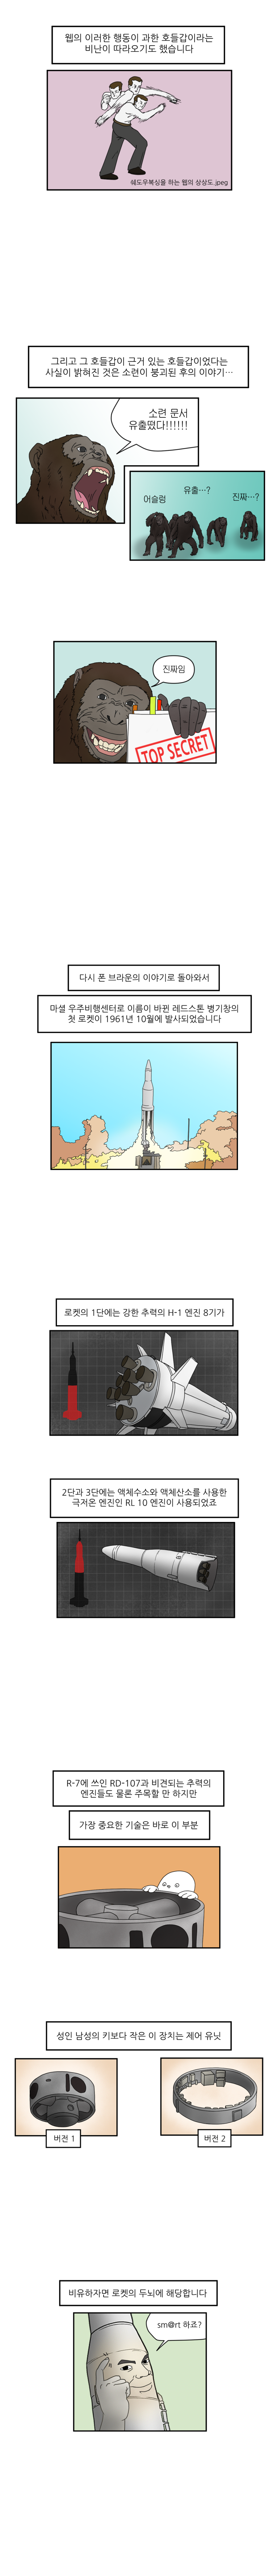 웹의 이러한 행동이 과한 호들갑이라는
비난이 따라오기도 했습니다
쉐도우복싱을 하는 웹의 상상도.jpeg
그리고 그 호들갑이 근거 있는 호들갑이었다는
사실이 밝혀진 것은 소련이 붕괴된 후의 이야기…
소련 문서
유출떴다!!!!!!
어슬렁
유출…?
진짜…?
진짜임
TOP SECRET
다시 폰 브라운의 이야기로 돌아와서
마셜 우주비행센터로 이름이 바뀐 레드스톤 병기창의
첫 로켓이 1961년 10월에 발사되었습니다
로켓의 1단에는 강한 추력의 H-1 엔진 8기가
2단과 3단에는 액체수소와 액체산소를 사용한
극저온 엔진인 RL 10 엔진이 사용되었죠
R-7에 쓰인 RD-107과 비견되는 추력의
엔진들도 물론 주목할 만 하지만
가장 중요한 기술은 바로 이 부분
성인 남성의 키보다 작은 이 장치는 제어 유닛
버전 1
버전 2
비유하자면 로켓의 두뇌에 해당합니다
sm@rt 하죠?